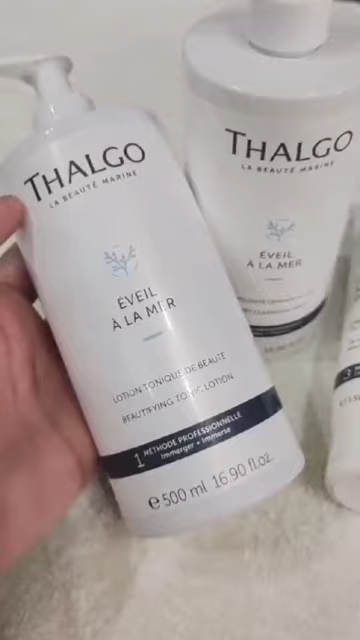 THALGO
LA BEAUTÉ MARINE
ÉVEIL
À LA MER
LOTION TONIQUE DE BEAUTÉ
BEAUTIFYING TONIC LOTION
1 MÉTHODE PROFESSIONNELLE
Immerger • Immerse
e 500 ml 16.90 fl.oz.
THALGO
LA BEAUTÉ MARINE
ÉVEIL
À LA MER